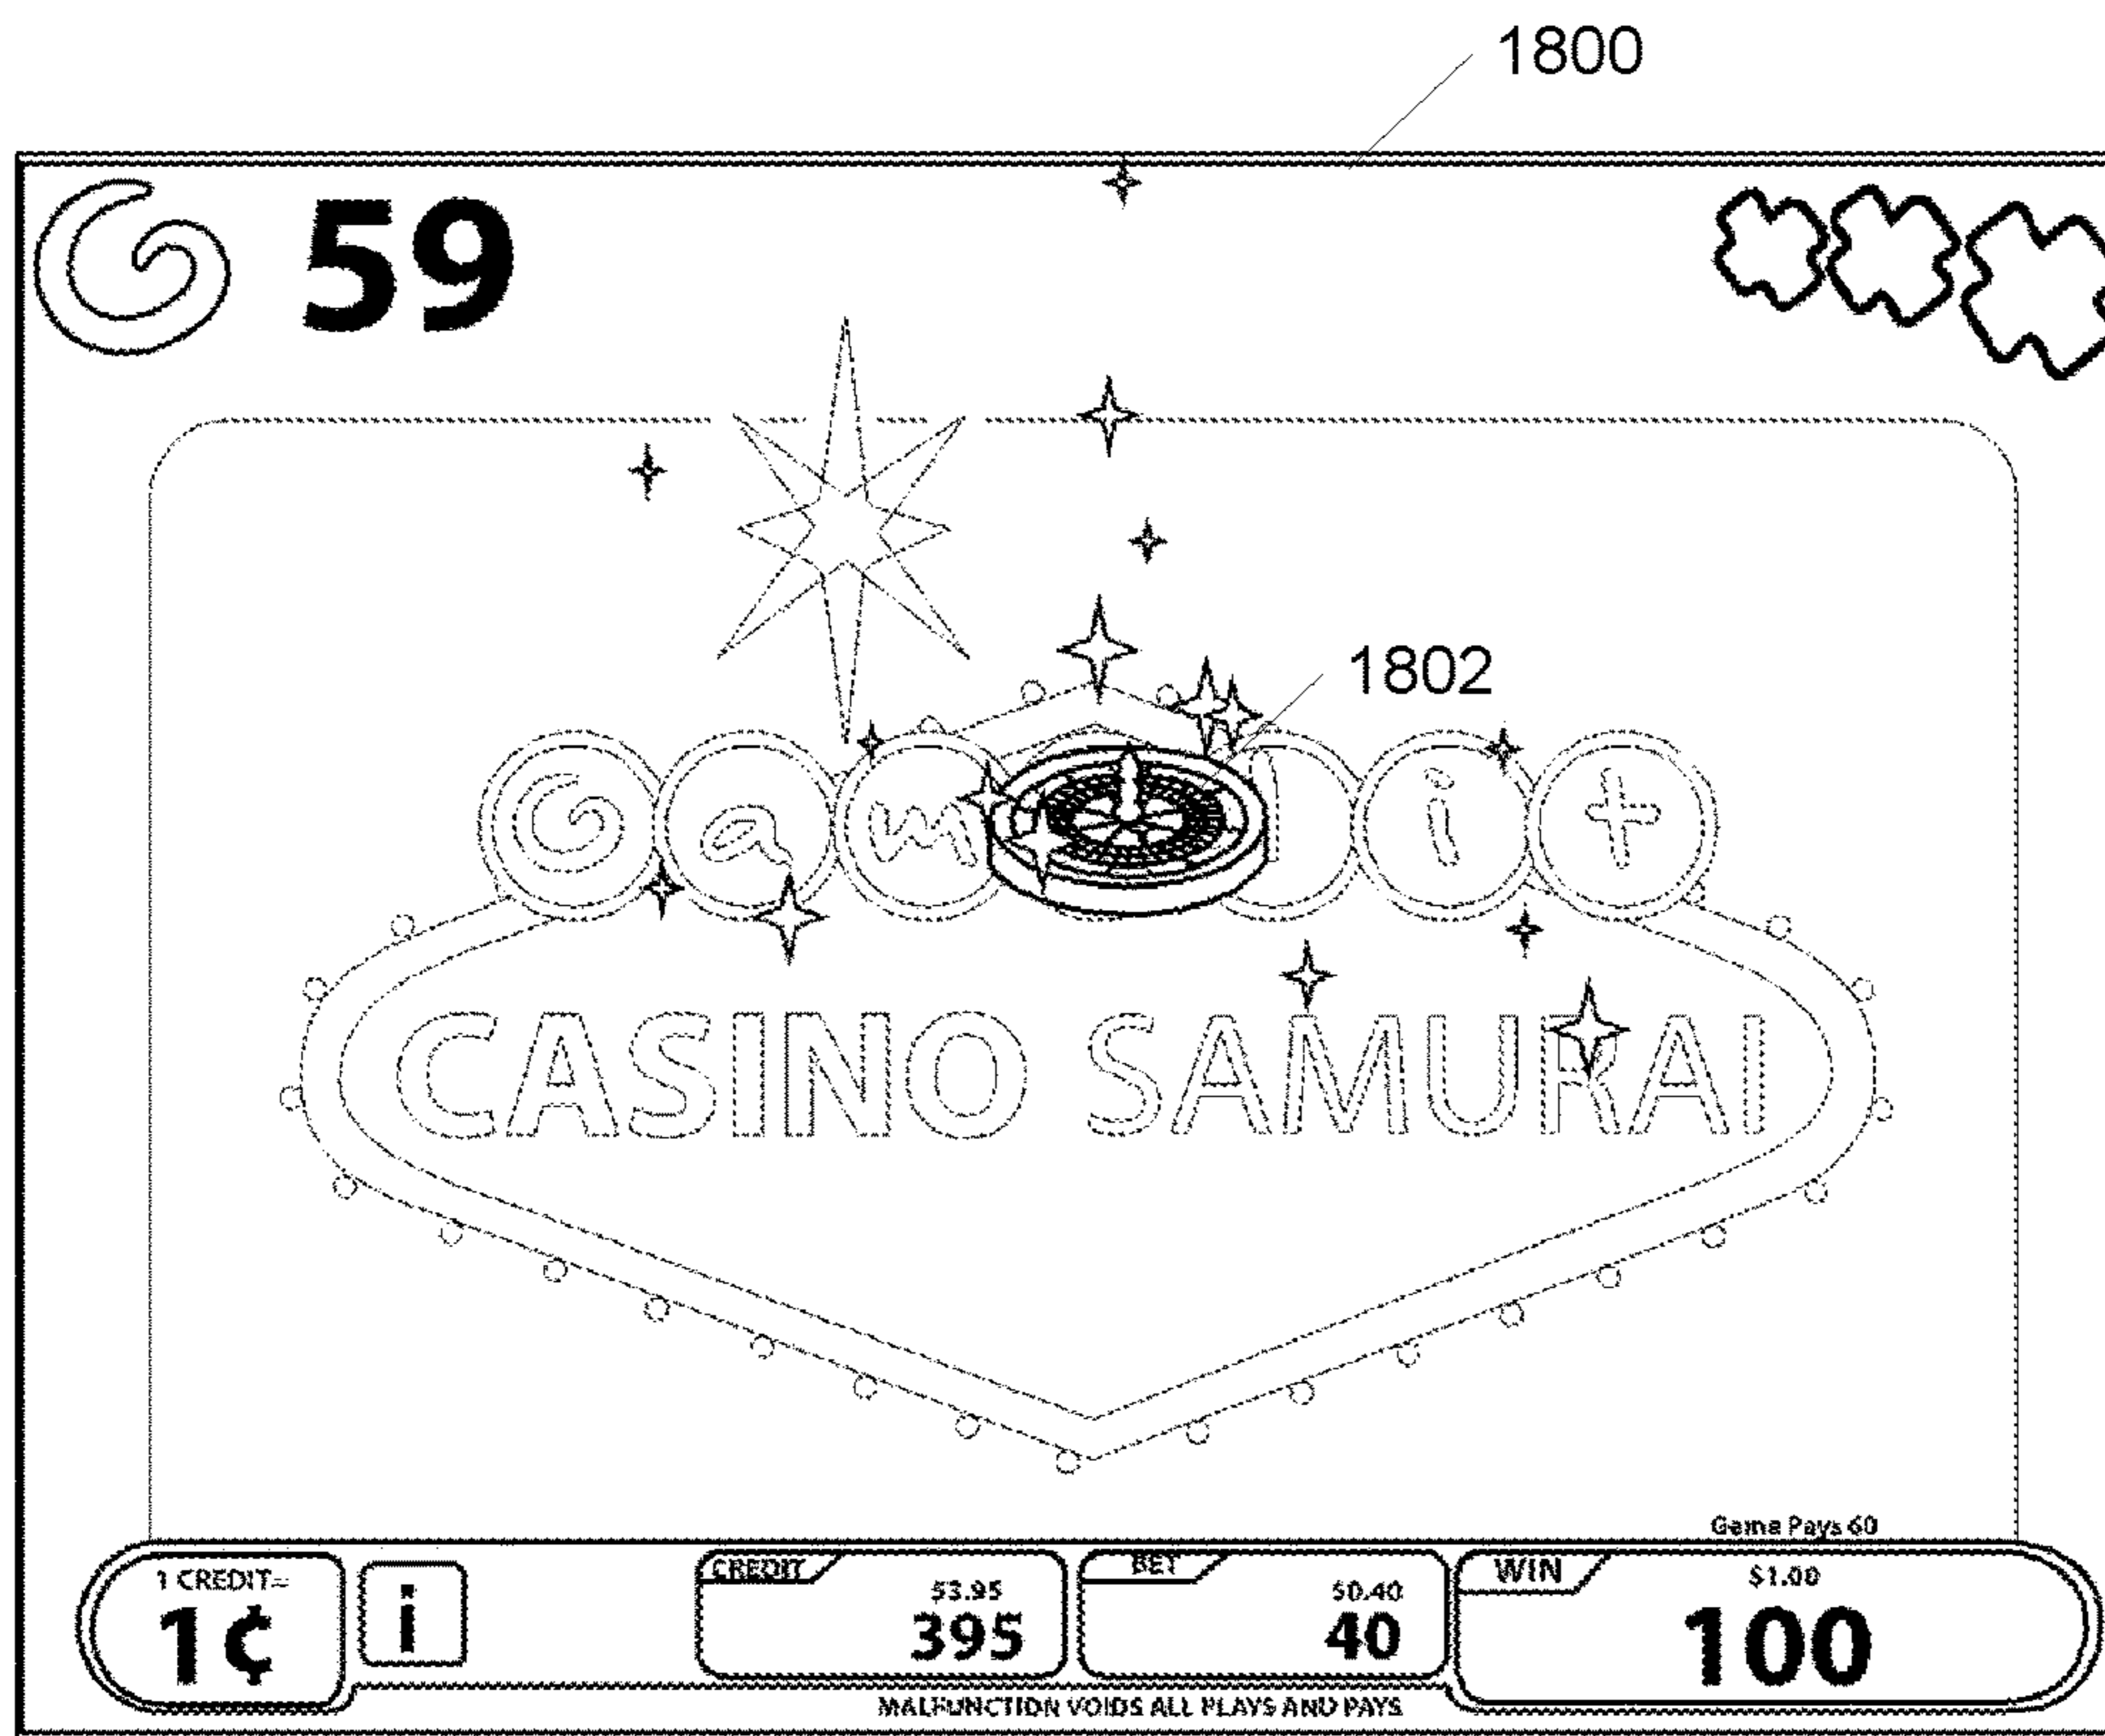 1800
59
1802
Gam lit
CASINO SAMURAI
Game Pays 60
1 CREDIT=
1¢
i
CREDIT
$3.95
395
BET
$0.40
40
WIN
$1.00
100
MALFUNCTION VOIDS ALL PLAYS AND PAYS